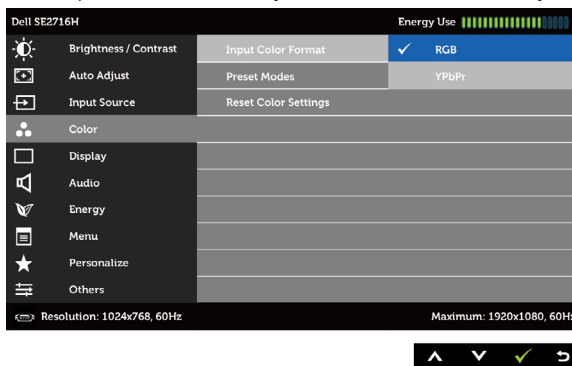 Dell SE2716H Energy Use
Brightness / Contrast Input Color Format RGB
Auto Adjust Preset Modes YPbPr
Input Source Reset Color Settings
Color
Display
Audio
Energy
Menu
Personalize
Others
Resolution: 1024x768, 60Hz Maximum: 1920x1080, 60Hz